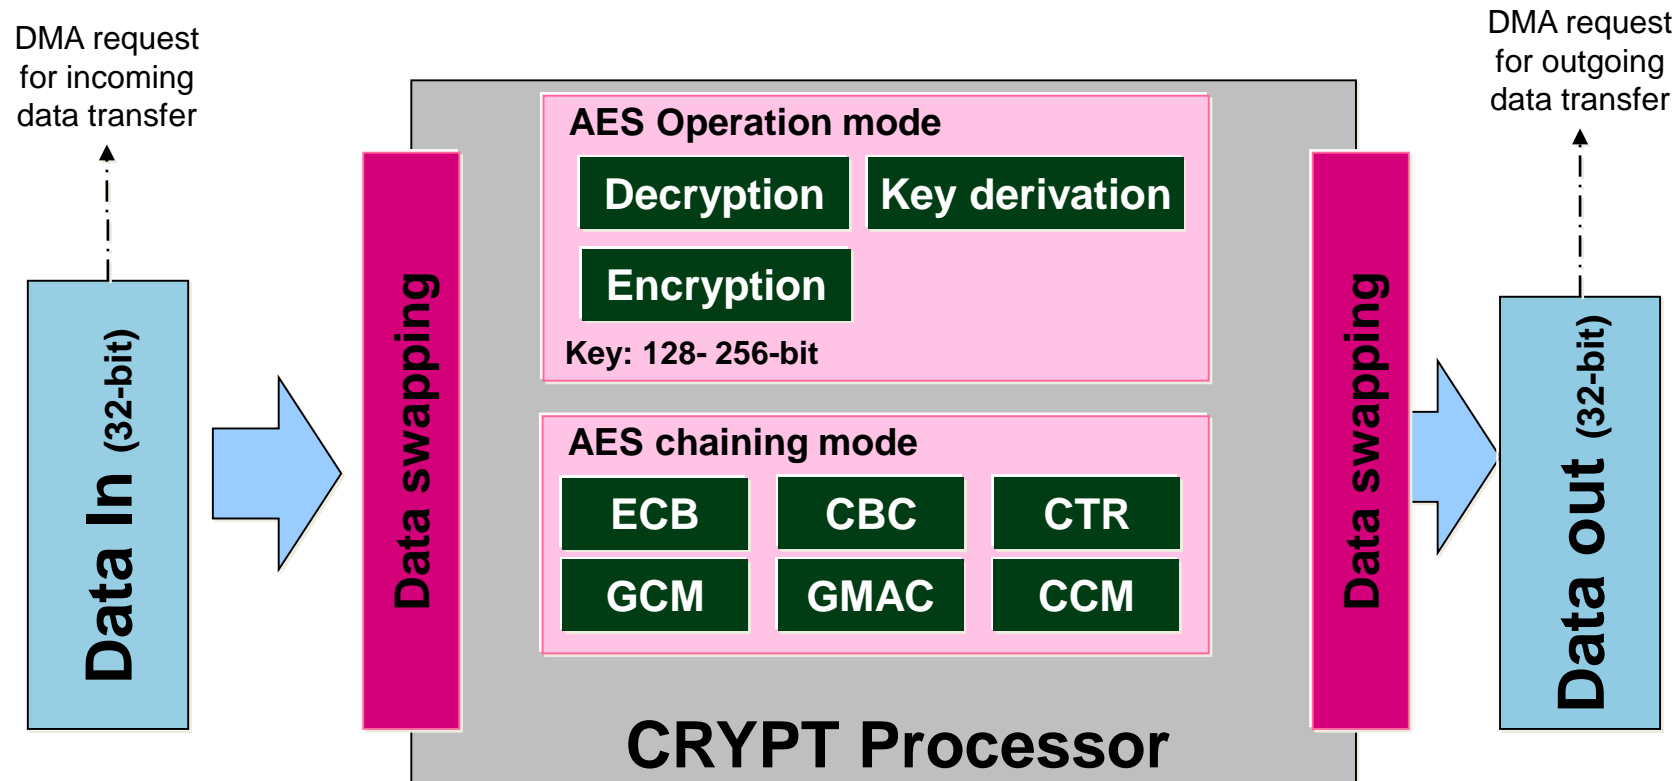 DMA request
for incoming
data transfer
Data In (32-bit)
Data swapping
AES Operation mode
Decryption
Key derivation
Encryption
Key: 128- 256-bit
AES chaining mode
ECB
CBC
CTR
GCM
GMAC
CCM
CRYPT Processor
Data swapping
DMA request
for outgoing
data transfer
Data out (32-bit)